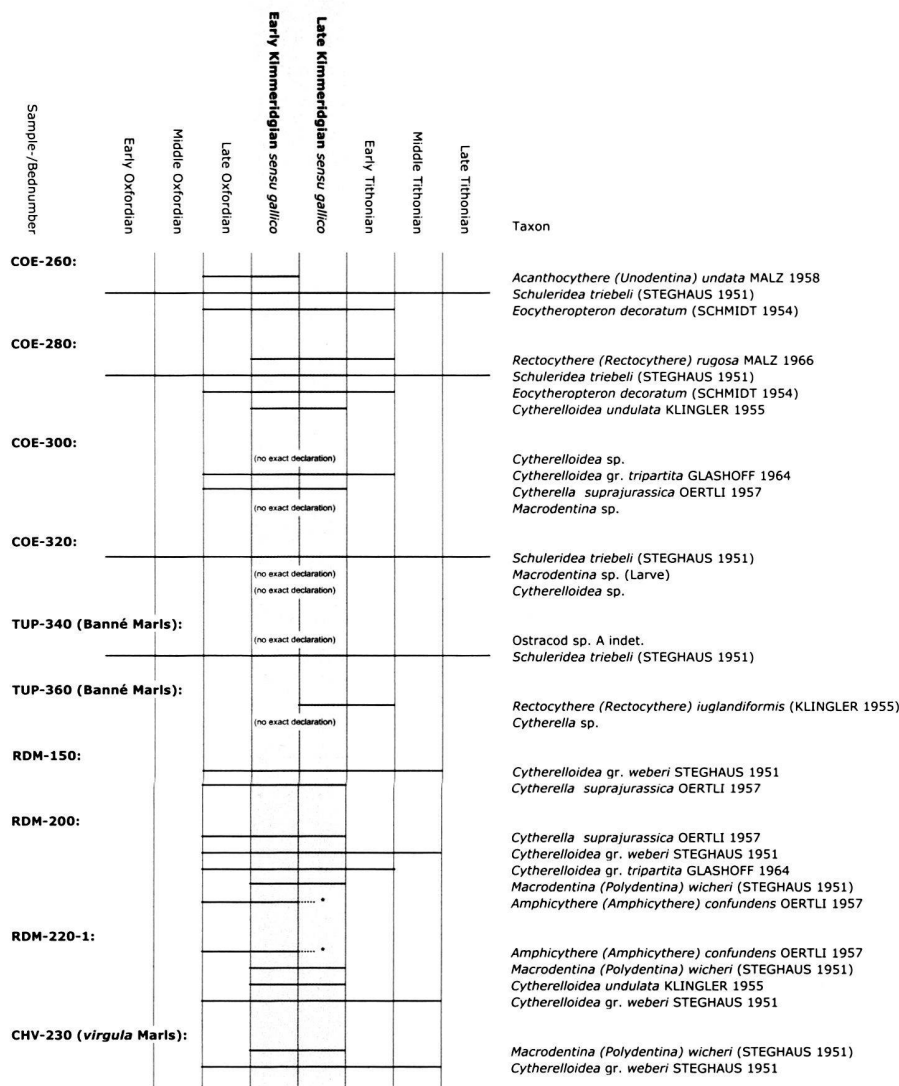 Sample-/Bednumber
Early Oxfordian
Middle Oxfordian
Late Oxfordian
Early Kimmeridgian sensu gallico
Late Kimmeridgian sensu gallico
Early Tithonian
Middle Tithonian
Late Tithonian
Taxon
COE-260:
Acanthocythere (Unodentina) undata MALZ 1958
Schuleridea triebeli (STEGHAUS 1951)
Eocytheropteron decoratum (SCHMIDT 1954)
COE-280:
Rectocythere (Rectocythere) rugosa MALZ 1966
Schuleridea triebeli (STEGHAUS 1951)
Eocytheropteron decoratum (SCHMIDT 1954)
Cytherelloidea undulata KLINGLER 1955
COE-300:
(no exact declaration) Cytherelloidea sp.
Cytherelloidea gr. tripartita GLASHOFF 1964
Cytherella suprajurassica OERTLI 1957
(no exact declaration) Macrodentina sp.
COE-320:
Schuleridea triebeli (STEGHAUS 1951)
(no exact declaration) Macrodentina sp. (Larve)
(no exact declaration) Cytherelloidea sp.
TUP-340 (Banné Marls):
(no exact declaration) Ostracod sp. A indet.
Schuleridea triebeli (STEGHAUS 1951)
TUP-360 (Banné Marls):
Rectocythere (Rectocythere) iuglandiformis (KLINGLER 1955)
(no exact declaration) Cytherella sp.
RDM-150:
Cytherelloidea gr. weberi STEGHAUS 1951
Cytherella suprajurassica OERTLI 1957
RDM-200:
Cytherella suprajurassica OERTLI 1957
Cytherelloidea gr. weberi STEGHAUS 1951
Cytherelloidea gr. tripartita GLASHOFF 1964
Macrodentina (Polydentina) wicheri (STEGHAUS 1951)
* Amphicythere (Amphicythere) confundens OERTLI 1957
RDM-220-1:
* Amphicythere (Amphicythere) confundens OERTLI 1957
Macrodentina (Polydentina) wicheri (STEGHAUS 1951)
Cytherelloidea undulata KLINGLER 1955
Cytherelloidea gr. weberi STEGHAUS 1951
CHV-230 (virgula Marls):
Macrodentina (Polydentina) wicheri (STEGHAUS 1951)
Cytherelloidea gr. weberi STEGHAUS 1951